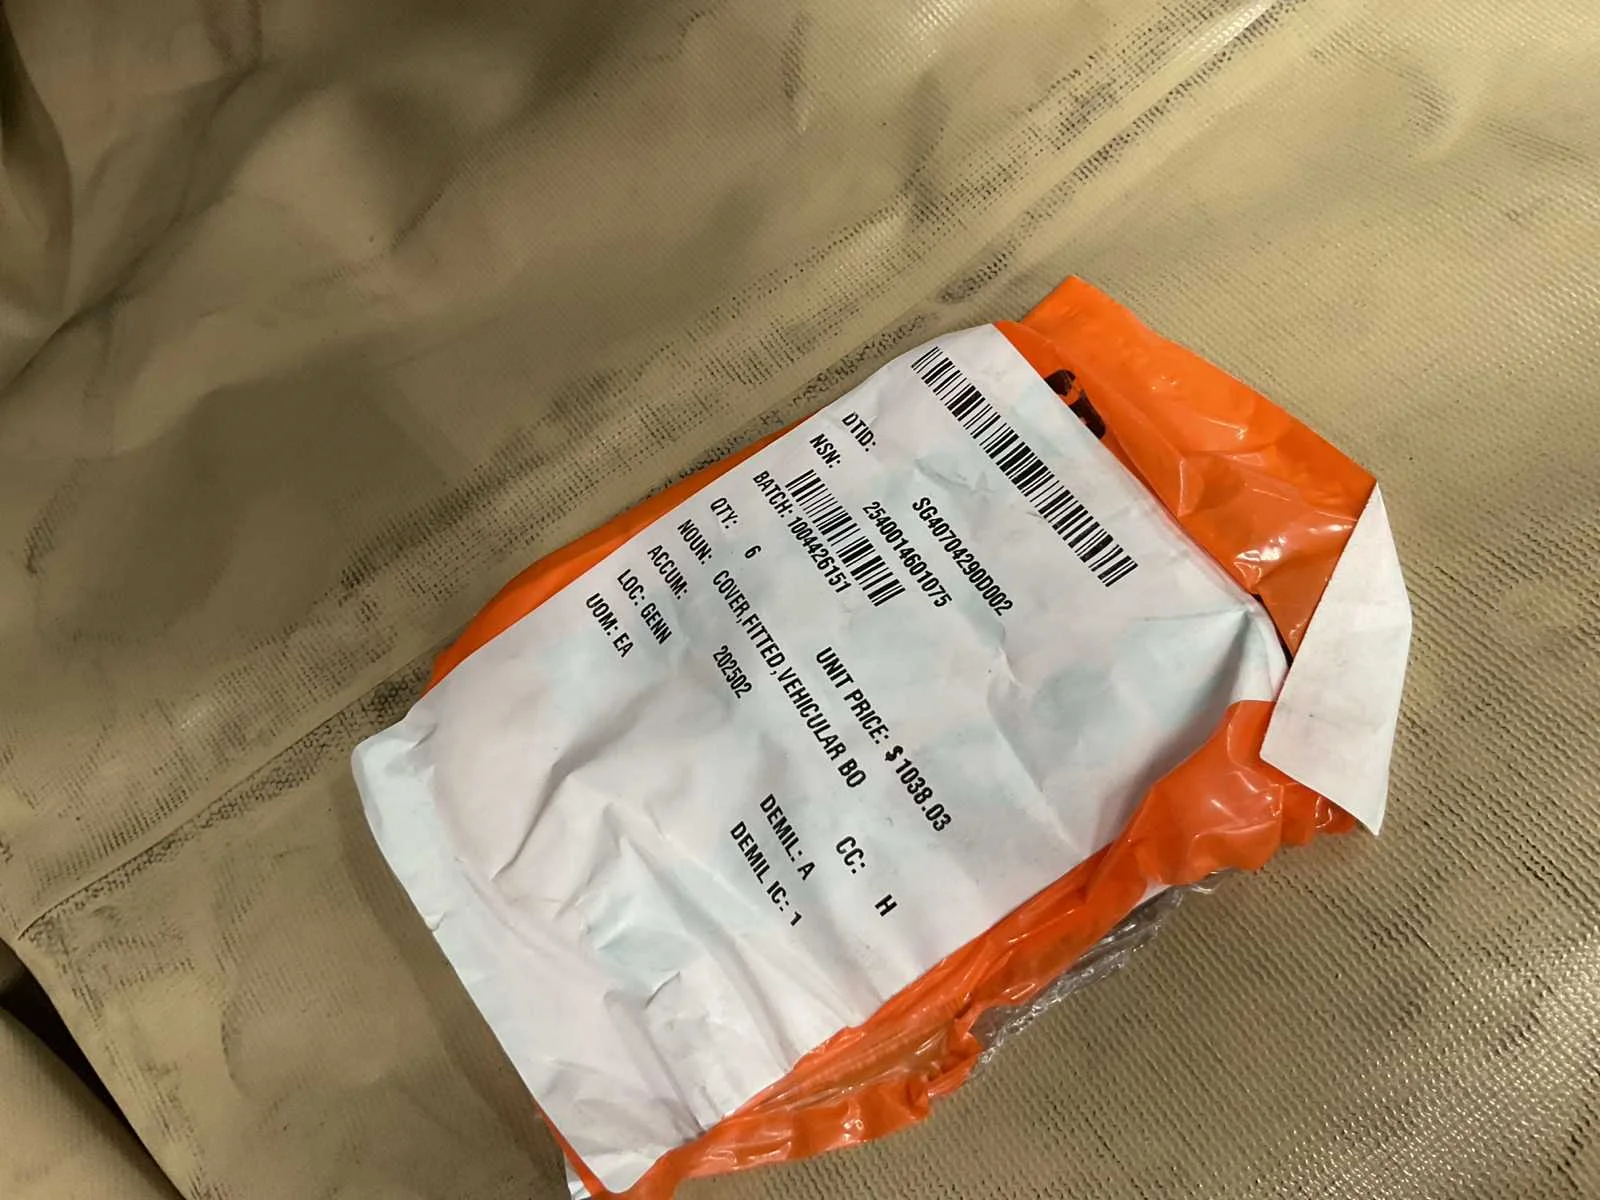 DTID: SG40704290D002
NSN: 2540014601075
BATCH: 1004426151 UNIT PRICE: $ 1038.03
QTY: 6 CC: H
NOUN: COVER,FITTED,VEHICULAR BO
ACCUM: 202502 DEMIL: A
LOC: GENN DEMIL IC: 1
UOM: EA